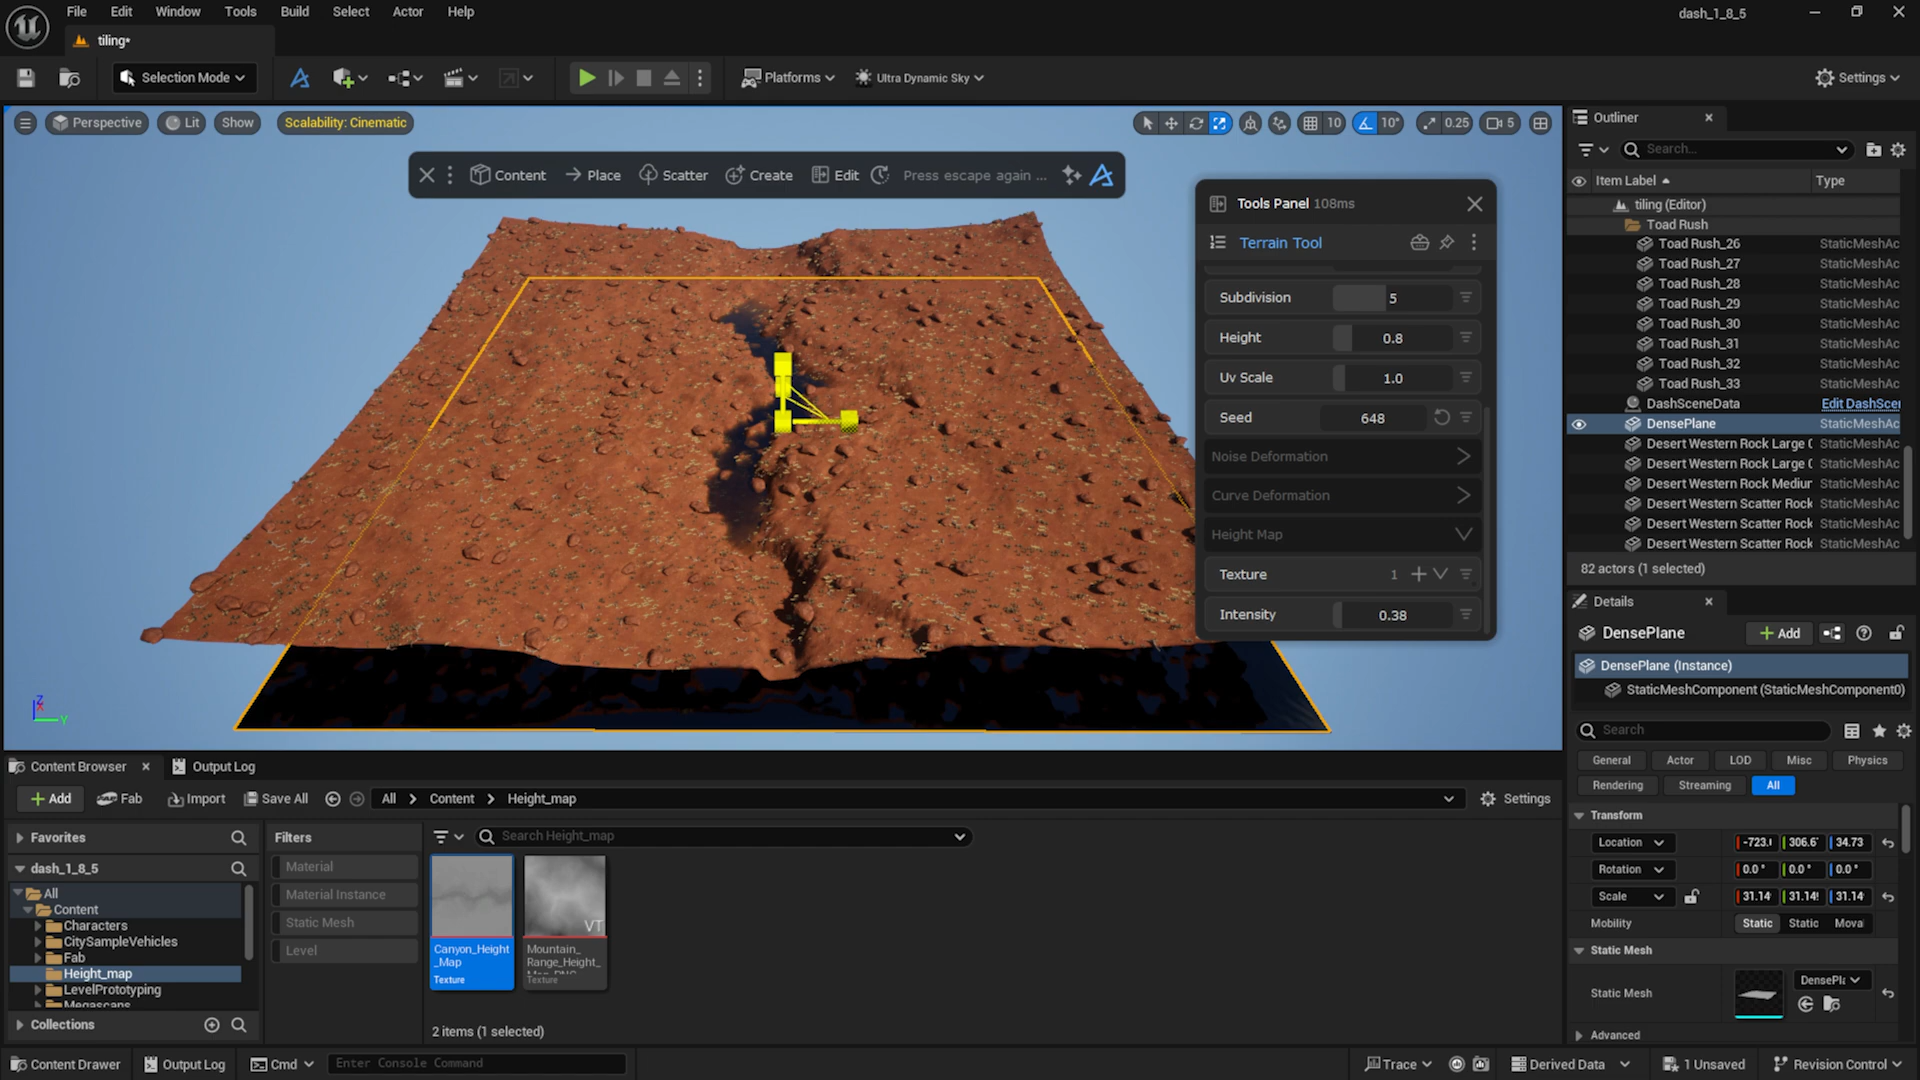 File Edit Window Tools Build Select Actor Help
dash_1_8_5
tiling*
Selection Mode
Platforms
Ultra Dynamic Sky
Settings
Perspective
Lit
Show
Scalability: Cinematic
10
10°
0.25
5
Content
Place
Scatter
Create
Edit
Press escape again ...
Tools Panel 108ms
Terrain Tool
Subdivision 5
Height 0.8
Uv Scale 1.0
Seed 648
Noise Deformation
Curve Deformation
Height Map
Texture 1
Intensity 0.38
Outliner
Search...
Item Label Type
tiling (Editor)
Toad Rush
Toad Rush_26 StaticMeshAc
Toad Rush_27 StaticMeshAc
Toad Rush_28 StaticMeshAc
Toad Rush_29 StaticMeshAc
Toad Rush_30 StaticMeshAc
Toad Rush_31 StaticMeshAc
Toad Rush_32 StaticMeshAc
Toad Rush_33 StaticMeshAc
DashSceneData Edit DashScer
DensePlane StaticMeshAc
Desert Western Rock Large StaticMeshAc
Desert Western Rock Large StaticMeshAc
Desert Western Rock Mediur StaticMeshAc
Desert Western Scatter Rock StaticMeshAc
Desert Western Scatter Rock StaticMeshAc
Desert Western Scatter Rock StaticMeshAc
82 actors (1 selected)
Details
DensePlane
Add
DensePlane (Instance)
StaticMeshComponent (StaticMeshComponent0)
Search
General Actor LOD Misc Physics
Rendering Streaming All
Transform
Location 306.6 34.73
Rotation 0.0° 0.0° 0.0°
Scale 31.14 31.14 31.14
Mobility Static Static Mova
Static Mesh
DensePl
Static Mesh
Advanced
Z
Y
Content Browser
Output Log
Add
Fab
Import
Save All
All
Content
Height_map
Settings
Favorites
dash_1_8_5
All
Content
Characters
CitySampleVehicles
Fab
Height_map
LevelPrototyping
Megascans
Collections
Filters
Material
Material Instance
Static Mesh
Level
Search Height_map
Canyon_Height
_Map
Texture
VT
Mountain_
Range_Height_
Texture
2 items (1 selected)
Content Drawer
Output Log
Cmd
Enter Console Command
Trace
Derived Data
1 Unsaved
Revision Control